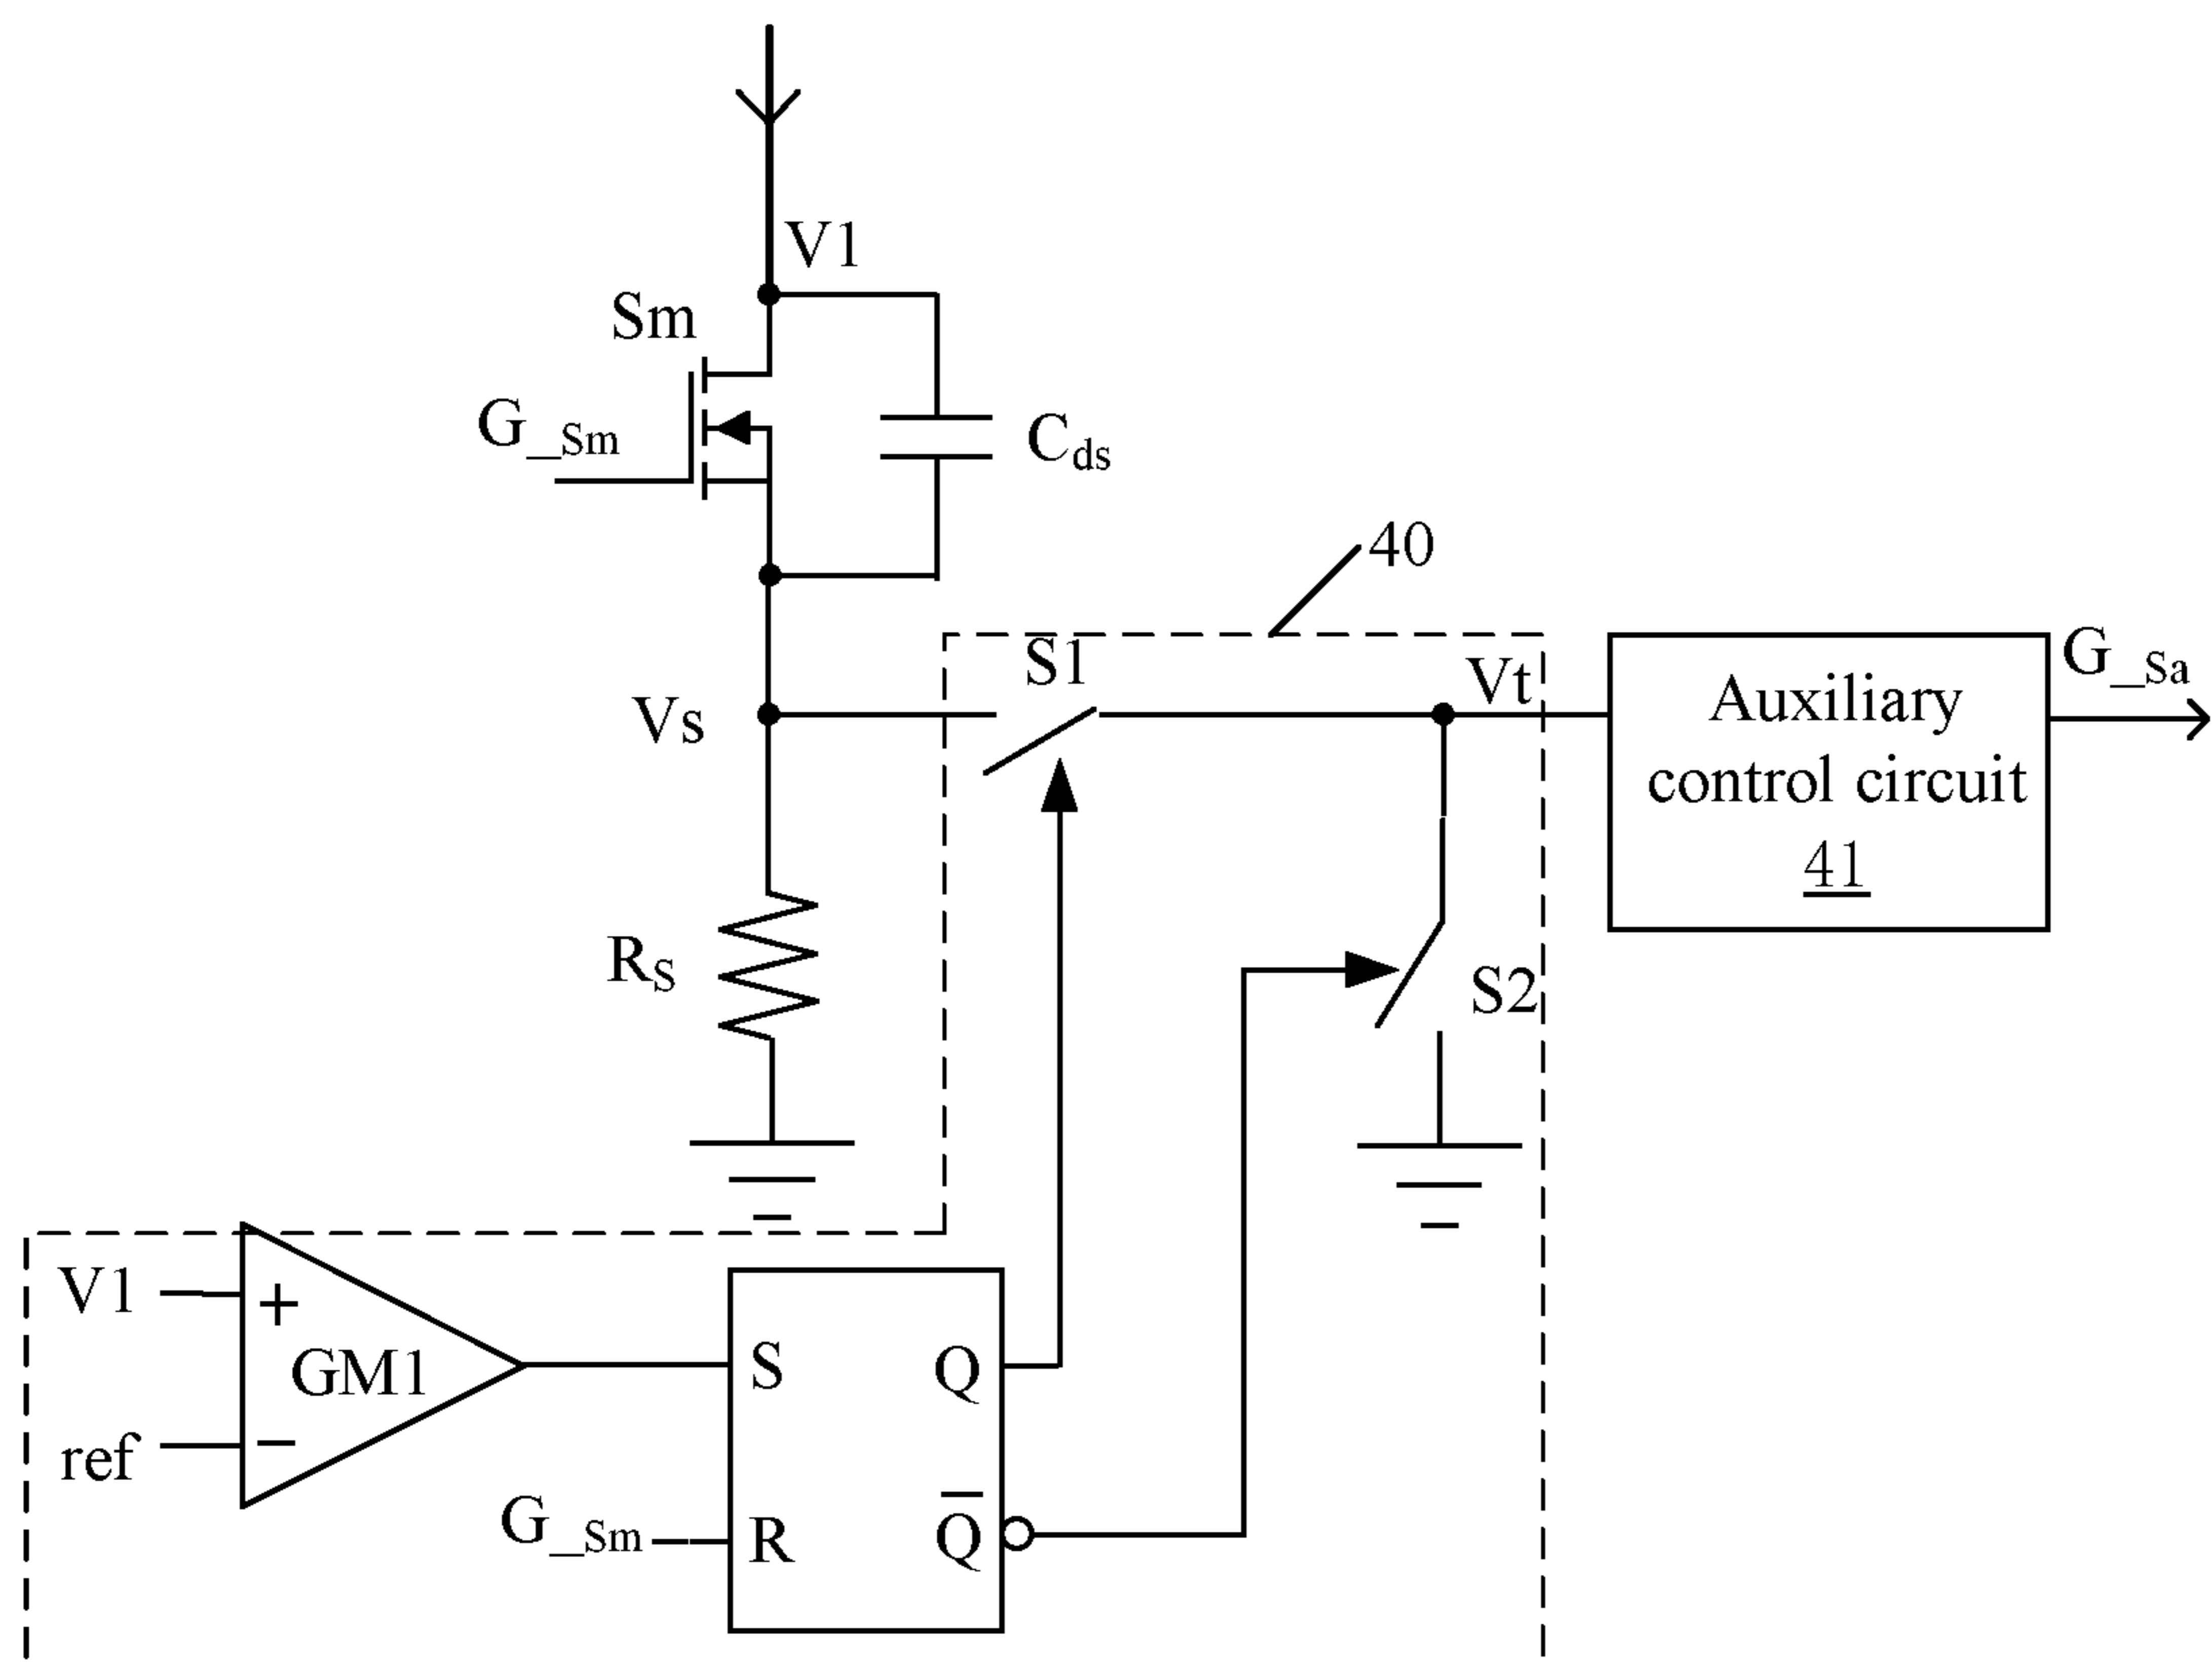 V1
Sm
G_Sm
Cds
40
S1
Vt
G_Sa
Vs
Auxiliary
control circuit
41
RS
S2
V1
+
GM1
ref
−
S
Q
G_Sm
R
Q̅